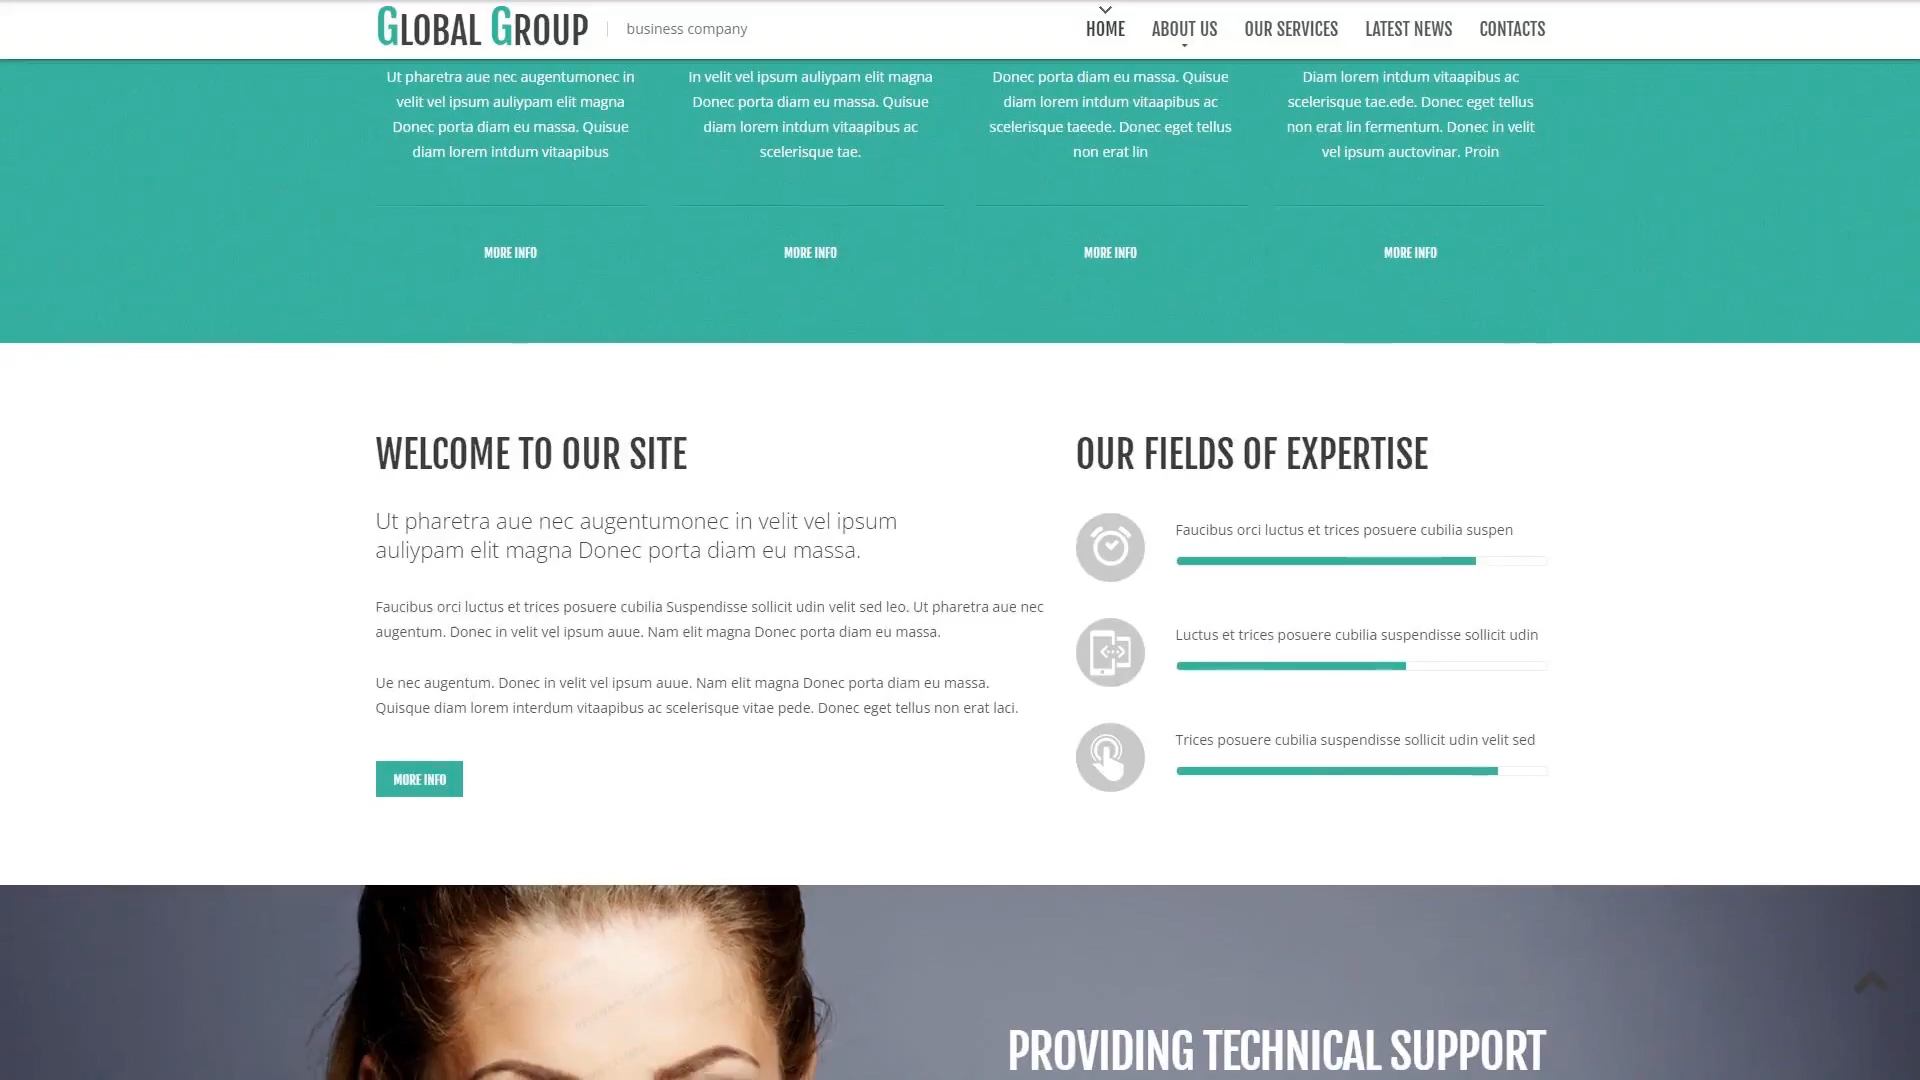 GLOBAL GROUP
business company
HOME
ABOUT US
OUR SERVICES
LATEST NEWS
CONTACTS
Ut pharetra aue nec augentumonec in
velit vel ipsum auliypam elit magna
Donec porta diam eu massa. Quisue
diam lorem intdum vitaapibus
In velit vel ipsum auliypam elit magna
Donec porta diam eu massa. Quisue
diam lorem intdum vitaapibus ac
scelerisque tae.
Donec porta diam eu massa. Quisue
diam lorem intdum vitaapibus ac
scelerisque taeede. Donec eget tellus
non erat lin
Diam lorem intdum vitaapibus ac
scelerisque tae.ede. Donec eget tellus
non erat lin fermentum. Donec in velit
vel ipsum auctovinar. Proin
MORE INFO
MORE INFO
MORE INFO
MORE INFO
WELCOME TO OUR SITE
Ut pharetra aue nec augentumonec in velit vel ipsum
auliypam elit magna Donec porta diam eu massa.
Faucibus orci luctus et trices posuere cubilia Suspendisse sollicit udin velit sed leo. Ut pharetra aue nec
augentum. Donec in velit vel ipsum auue. Nam elit magna Donec porta diam eu massa.
Ue nec augentum. Donec in velit vel ipsum auue. Nam elit magna Donec porta diam eu massa.
Quisque diam lorem interdum vitaapibus ac scelerisque vitae pede. Donec eget tellus non erat laci.
MORE INFO
OUR FIELDS OF EXPERTISE
Faucibus orci luctus et trices posuere cubilia suspen
Luctus et trices posuere cubilia suspendisse sollicit udin
Trices posuere cubilia suspendisse sollicit udin velit sed
PROVIDING TECHNICAL SUPPORT